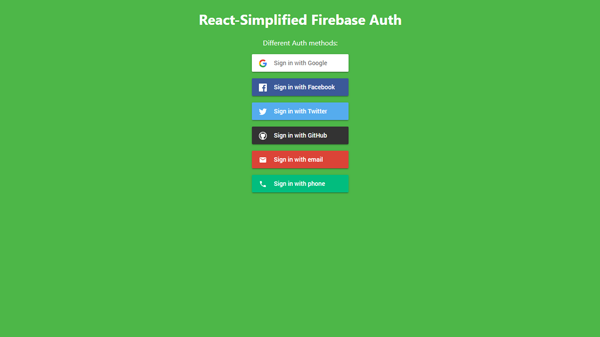 React-Simplified Firebase Auth
Different Auth methods:
Sign in with Google
Sign in with Facebook
Sign in with Twitter
Sign in with GitHub
Sign in with email
Sign in with phone